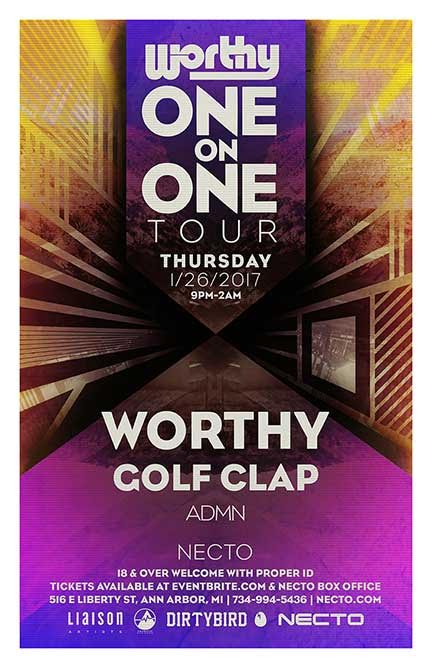 worthy
ONE
ON
ONE
TOUR
THURSDAY
1/26/2017
9PM-2AM
WORTHY
GOLF CLAP
ADMN
NECTO
18 & OVER WELCOME WITH PROPER ID
TICKETS AVAILABLE AT EVENTBRITE.COM & NECTO BOX OFFICE
516 E LIBERTY ST, ANN ARBOR, MI | 734-994-5436 | NECTO.COM
LIAISON DIRTYBIRD NECTO
ARTISTS